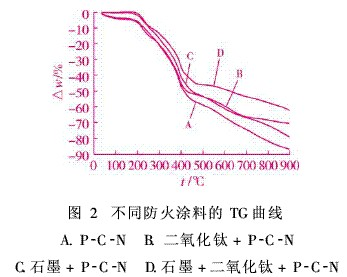 0
-10
-20
-30
-40
-50
-60
-70
-80
-90
Δw/%
C
D
B
A
100 200 300 400 500 600 700 800 900
t/℃
图 2 不同防火涂料的 TG 曲线
A. P-C-N B. 二氧化钛 + P-C-N
C. 石墨 + P-C-N D. 石墨 + 二氧化钛 + P-C-N